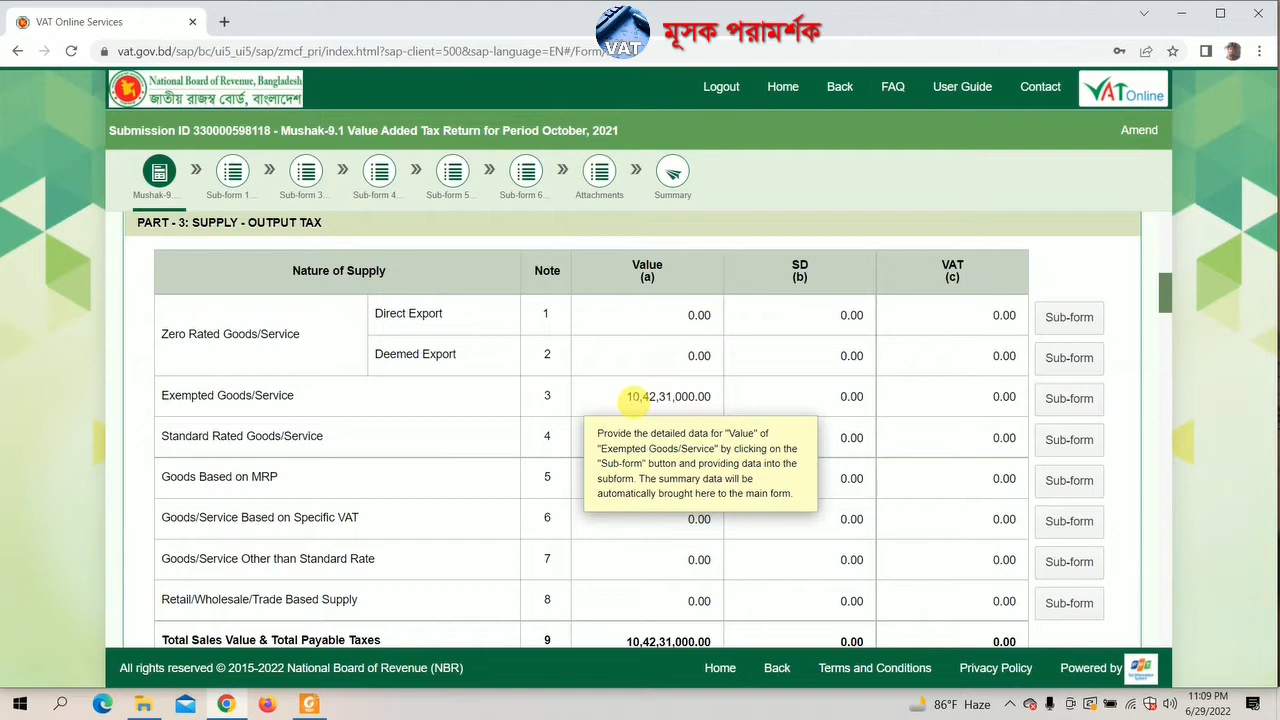 VAT Online Services
VAT
মূসক পরামর্শক
vat.gov.bd/sap/bc/ui5_ui5/sap/zmcf_pri/index.html?sap-client=500&sap-language=EN#/Form/
National Board of Revenue, Bangladesh
জাতীয় রাজস্ব বোর্ড, বাংলাদেশ
Logout Home Back FAQ User Guide Contact
VAT Online
Submission ID 330000598118 - Mushak-9.1 Value Added Tax Return for Period October, 2021 Amend
Mushak-9.... Sub-form 1... Sub-form 3... Sub-form 4... Sub-form 5... Sub-form 6... Attachments Summary
PART - 3: SUPPLY - OUTPUT TAX
Nature of Supply Note Value (a) SD (b) VAT (c)
Zero Rated Goods/Service
Direct Export 1 0.00 0.00 0.00 Sub-form
Deemed Export 2 0.00 0.00 0.00 Sub-form
Exempted Goods/Service 3 10,42,31,000.00 0.00 0.00 Sub-form
Standard Rated Goods/Service 4 0.00 0.00 Sub-form
Goods Based on MRP 5 0.00 0.00 Sub-form
Provide the detailed data for "Value" of
"Exempted Goods/Service" by clicking on the
"Sub-form" button and providing data into the
subform. The summary data will be
automatically brought here to the main form.
Goods/Service Based on Specific VAT 6 0.00 0.00 0.00 Sub-form
Goods/Service Other than Standard Rate 7 0.00 0.00 0.00 Sub-form
Retail/Wholesale/Trade Based Supply 8 0.00 0.00 0.00 Sub-form
Total Sales Value & Total Payable Taxes 9 10,42,31,000.00 0.00 0.00
All rights reserved © 2015-2022 National Board of Revenue (NBR) Home Back Terms and Conditions Privacy Policy Powered by
86°F Haze
11:09 PM
6/29/2022